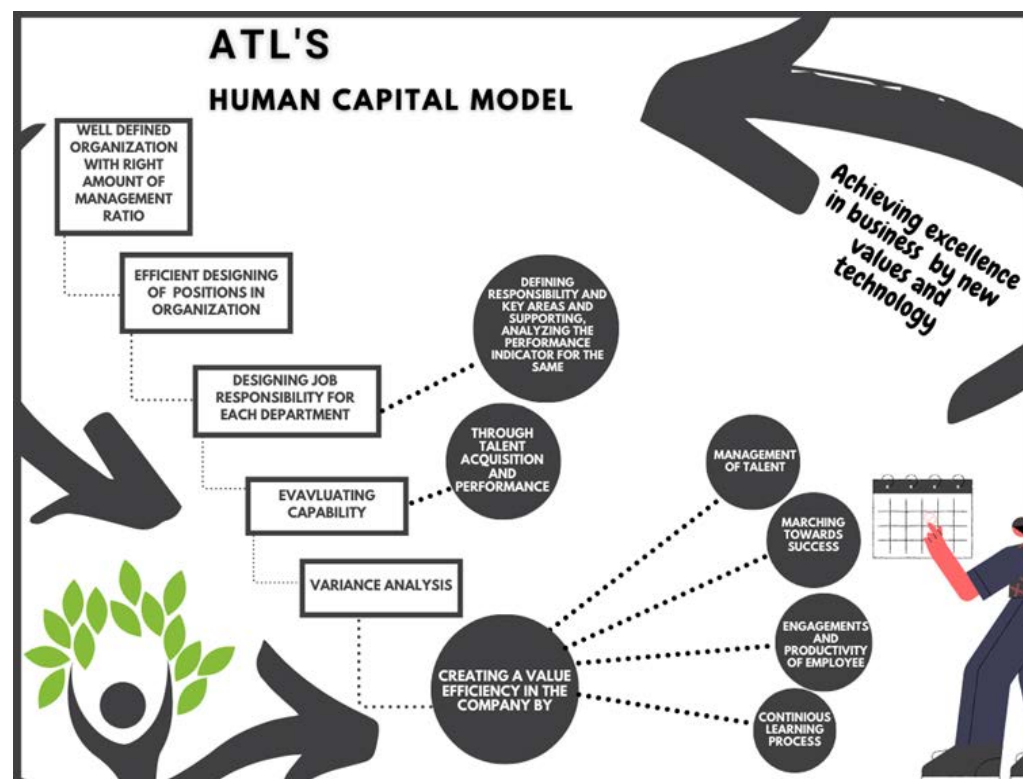 ATL'S
HUMAN CAPITAL MODEL
WELL DEFINED
ORGANIZATION
WITH RIGHT
AMOUNT OF
MANAGEMENT
RATIO
Achieving excellence
in business by new
values and
technology
EFFICIENT DESIGNING
OF POSITIONS IN
ORGANIZATION
DEFINING
RESPONSIBILITY AND
KEY AREAS AND
SUPPORTING,
ANALYZING THE
PERFORMANCE
INDICATOR FOR THE
SAME
DESIGNING JOB
RESPONSIBILITY FOR
EACH DEPARTMENT
THROUGH
TALENT
ACQUISITION
AND
PERFORMANCE
EVAVLUATING
CAPABILITY
VARIANCE ANALYSIS
CREATING A VALUE
EFFICIENCY IN THE
COMPANY BY
MANAGEMENT
OF TALENT
MARCHING
TOWARDS
SUCCESS
ENGAGEMENTS
AND
PRODUCTIVITY
OF EMPLOYEE
CONTINIOUS
LEARNING
PROCESS